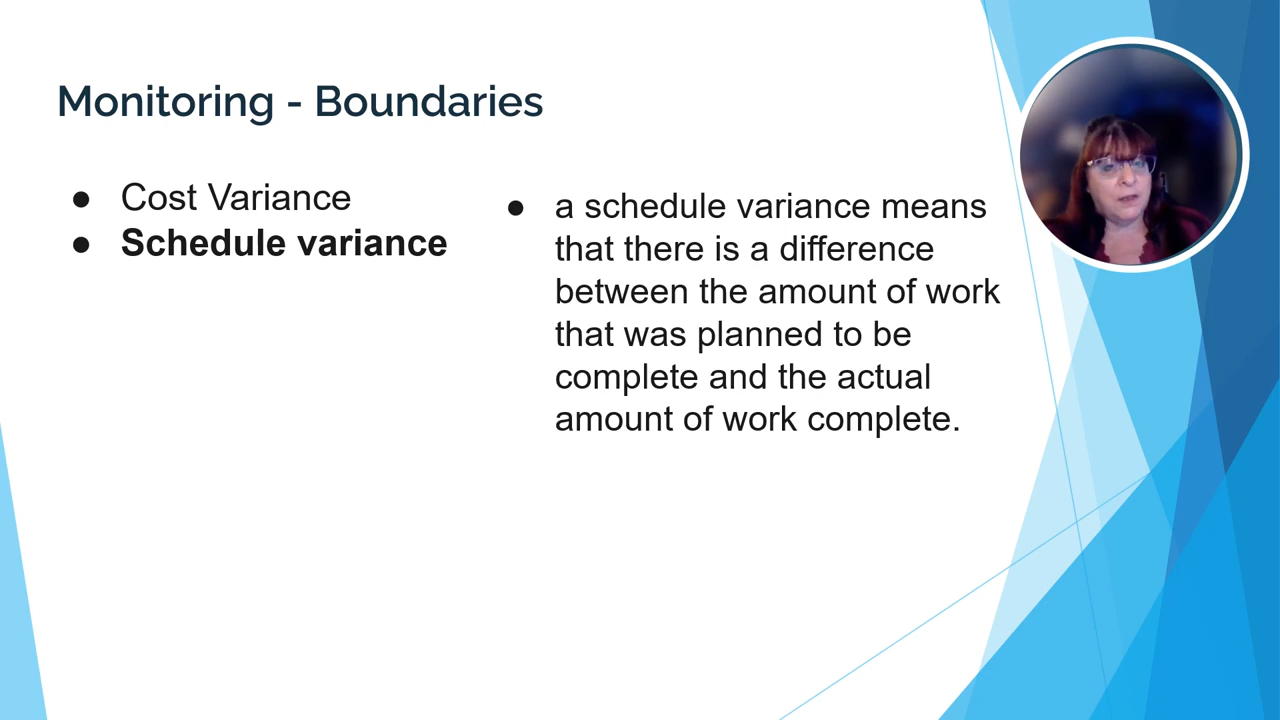 Monitoring - Boundaries
● Cost Variance
● Schedule variance
● a schedule variance means
that there is a difference
between the amount of work
that was planned to be
complete and the actual
amount of work complete.